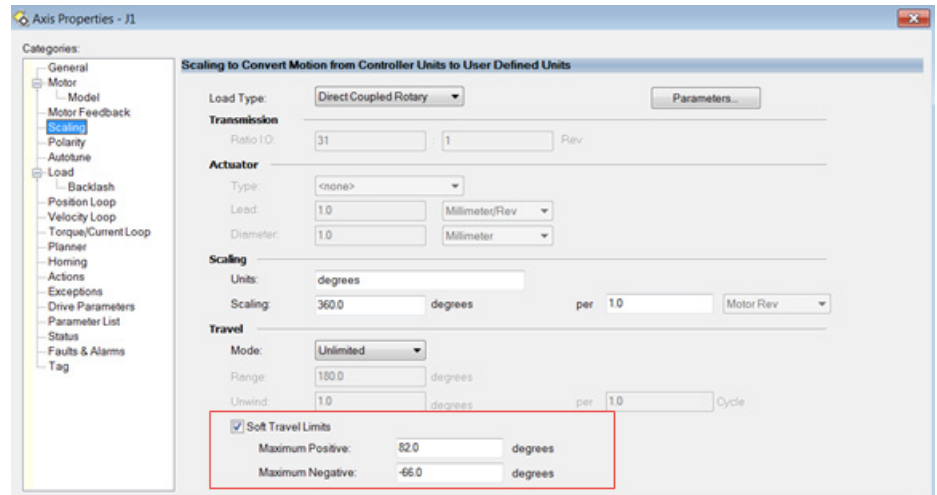 Axis Properties - J1
Categories:
General
Motor
Model
Motor Feedback
Scaling
Polarity
Autotune
Load
Backlash
Position Loop
Velocity Loop
Torque/Current Loop
Planner
Homing
Actions
Exceptions
Drive Parameters
Parameter List
Status
Faults & Alarms
Tag
Scaling to Convert Motion from Controller Units to User Defined Units
Load Type: Direct Coupled Rotary Parameters...
Transmission
Ratio I:O: 31 : 1 Rev
Actuator
Type: <none>
Lead: 1.0 Millimeter/Rev
Diameter: 1.0 Millimeter
Scaling
Units: degrees
Scaling: 360.0 degrees per 1.0 Motor Rev
Travel
Mode: Unlimited
Range: 180.0 degrees
Unwind: 1.0 degrees per 1.0 Cycle
Soft Travel Limits
Maximum Positive: 82.0 degrees
Maximum Negative: -66.0 degrees